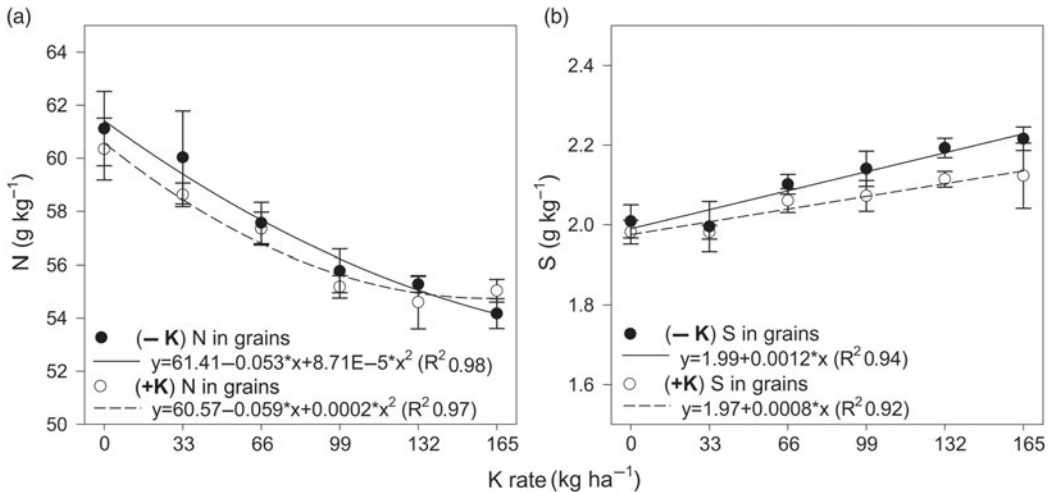 (a)
64
62
60
58
56
54
52
50
N (g kg⁻¹)
(– K) N in grains
y=61.41–0.053*x+8.71E–5*x² (R² 0.98)
(+K) N in grains
y=60.57–0.059*x+0.0002*x² (R² 0.97)
0 33 66 99 132 165
(b)
2.4
2.2
2.0
1.8
1.6
S (g kg⁻¹)
(– K) S in grains
y=1.99+0.0012*x (R² 0.94)
(+K) S in grains
y=1.97+0.0008*x (R² 0.92)
0 33 66 99 132 165
K rate (kg ha⁻¹)